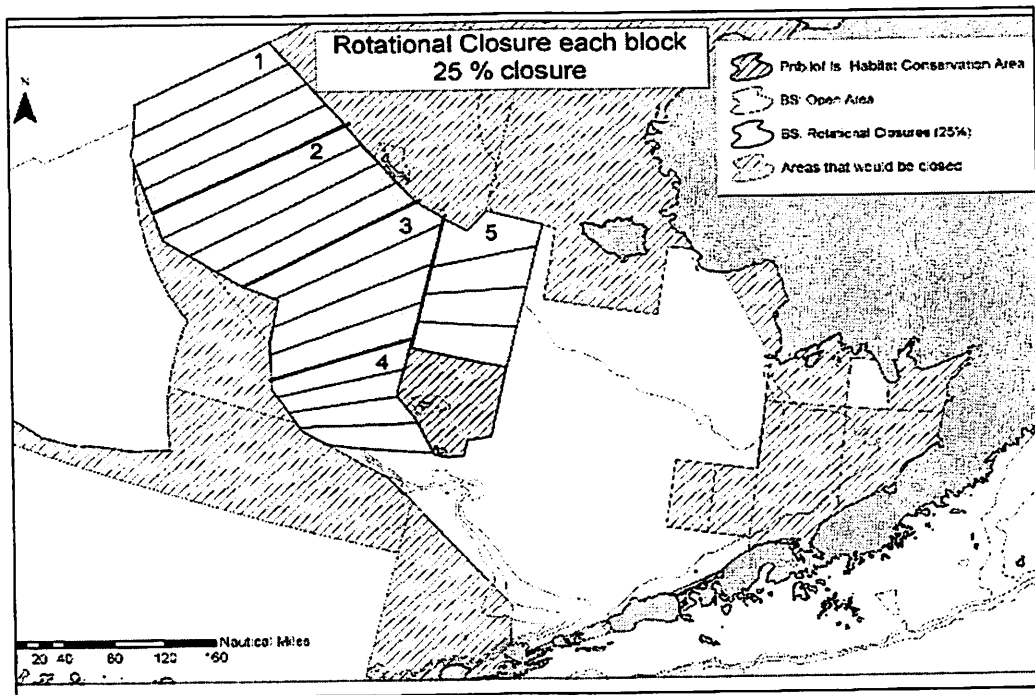 Rotational Closure each block
25 % closure
Pribilof Is. Habitat Conservation Area
BS: Open Area
BS: Rotational Closures (25%)
Areas that would be closed
1
2
3
5
4
Nautical Miles
0 20 40 80 120 160